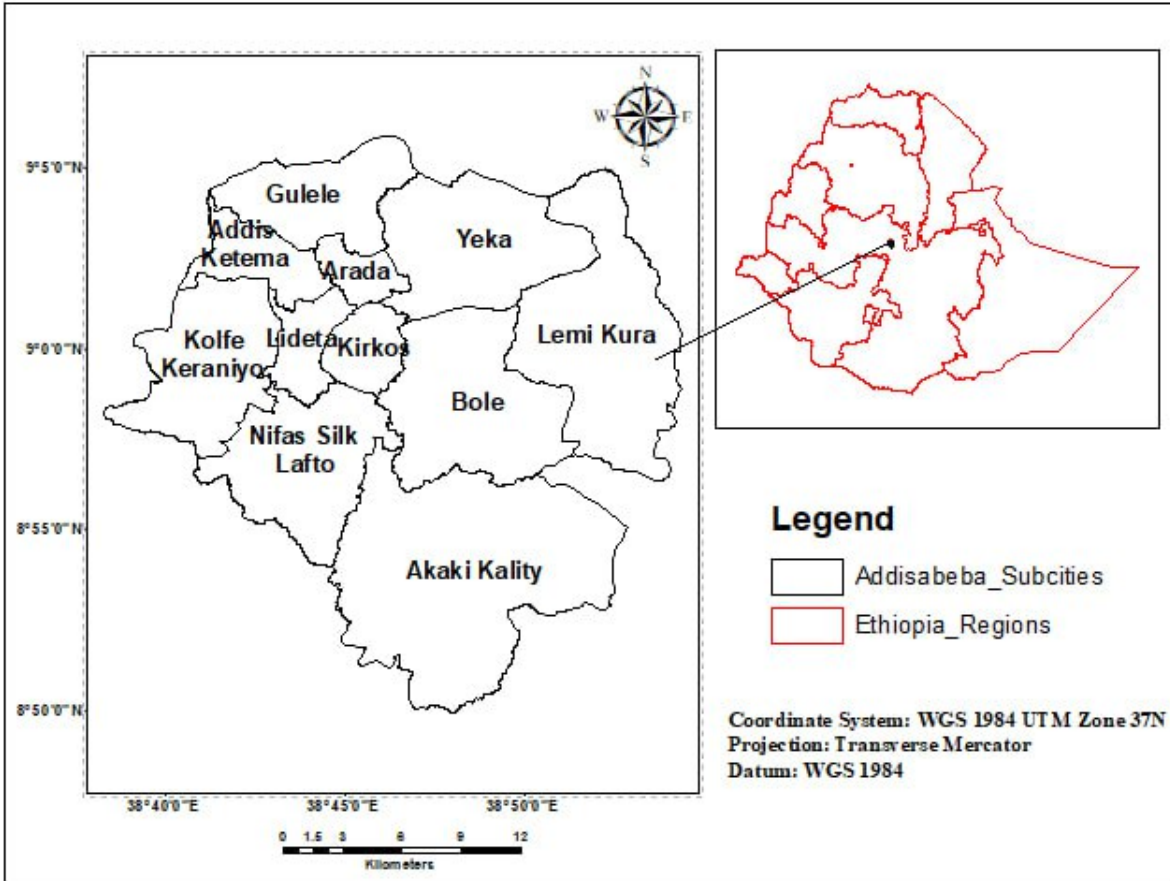 N
W E
S
9°5'0"N
Gulele
Addis
Ketema
Yeka
Arada
9°0'0"N
Kolfe
Keraniyo
Lideta
Kirkos
Lemi Kura
Bole
Nifas Silk
Lafto
8°55'0"N
Akaki Kality
8°50'0"N
38°40'0"E 38°45'0"E 38°50'0"E
0 1.5 3 6 9 12
Kilometers
Legend
Addisabeba_Subcities
Ethiopia_Regions
Coordinate System: WGS 1984 UTM Zone 37N
Projection: Transverse Mercator
Datum: WGS 1984